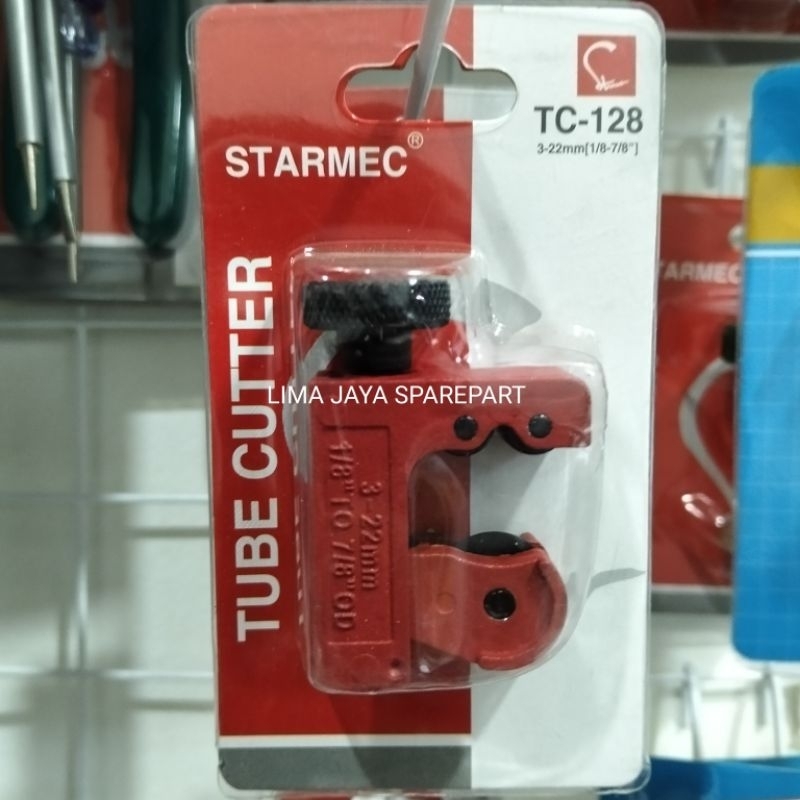 STARMEC®
TC-128
3-22mm[1/8-7/8"]
TUBE CUTTER
LIMA JAYA SPAREPART
3-22mm
1/8" TO 7/8" OD
TARMEC